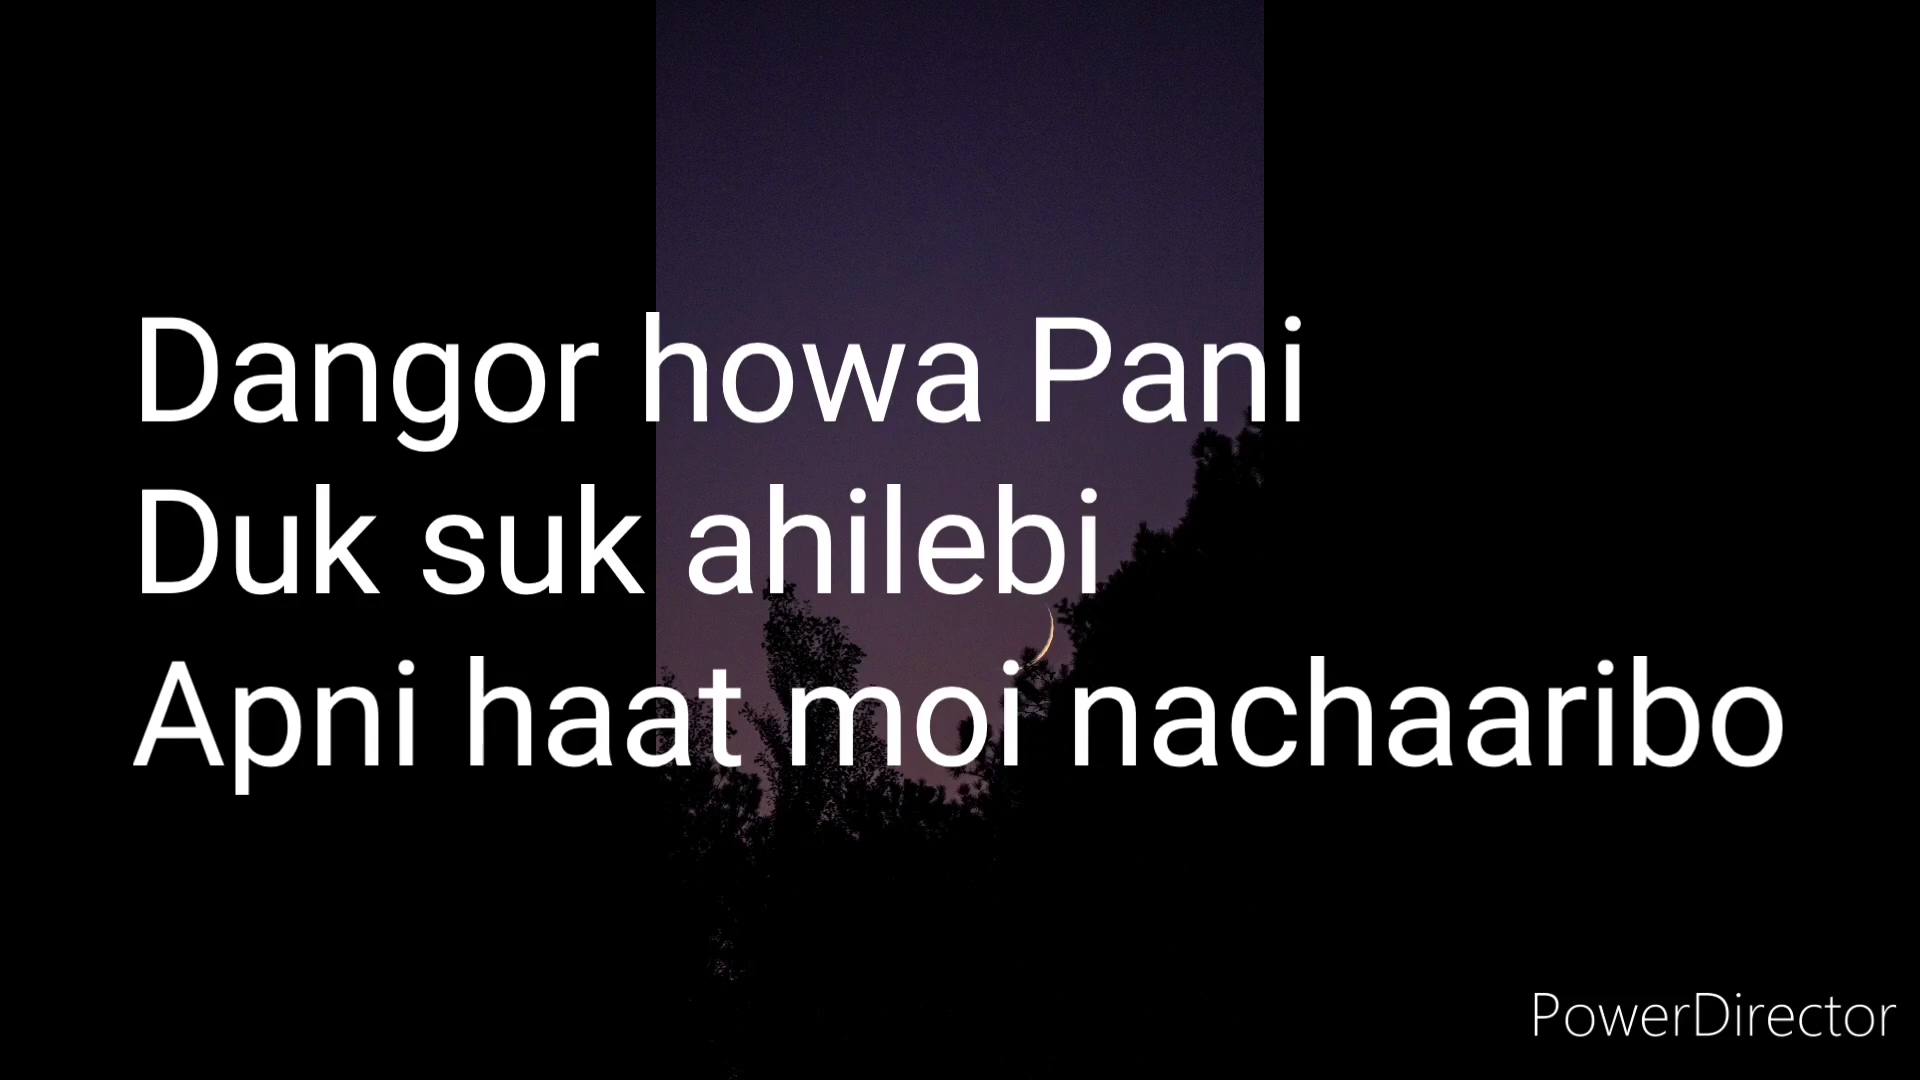 Dangor howa Pani
Duk suk ahilebi
Apni haat moi nachaaribo
PowerDirector